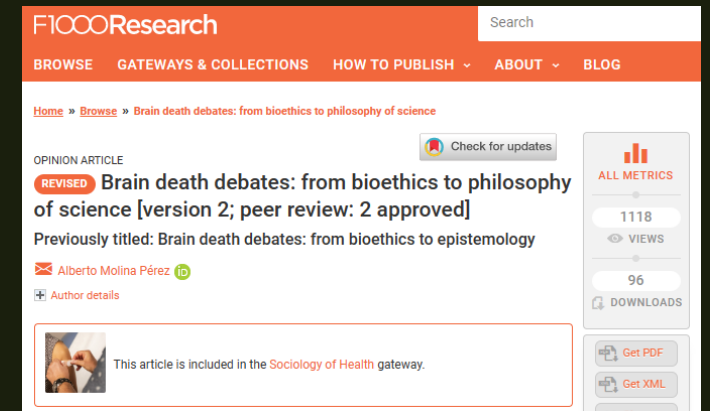 F1000Research
Search
BROWSE GATEWAYS & COLLECTIONS HOW TO PUBLISH ABOUT BLOG
Home » Browse » Brain death debates: from bioethics to philosophy of science
Check for updates
OPINION ARTICLE
REVISED Brain death debates: from bioethics to philosophy
of science [version 2; peer review: 2 approved]
Previously titled: Brain death debates: from bioethics to epistemology
Alberto Molina Pérez iD
Author details
This article is included in the Sociology of Health gateway.
ALL METRICS
1118
VIEWS
96
DOWNLOADS
Get PDF
Get XML